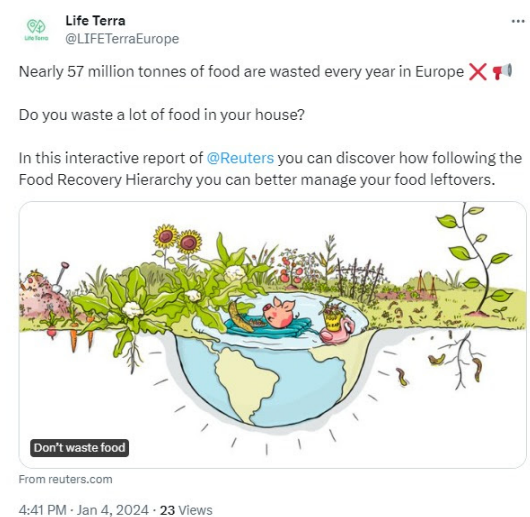 Life Terra
@LIFETerraEurope
Life Terra
Nearly 57 million tonnes of food are wasted every year in Europe ❌ 📢
Do you waste a lot of food in your house?
In this interactive report of @Reuters you can discover how following the
Food Recovery Hierarchy you can better manage your food leftovers.
Don't waste food
From reuters.com
4:41 PM · Jan 4, 2024 · 23 Views